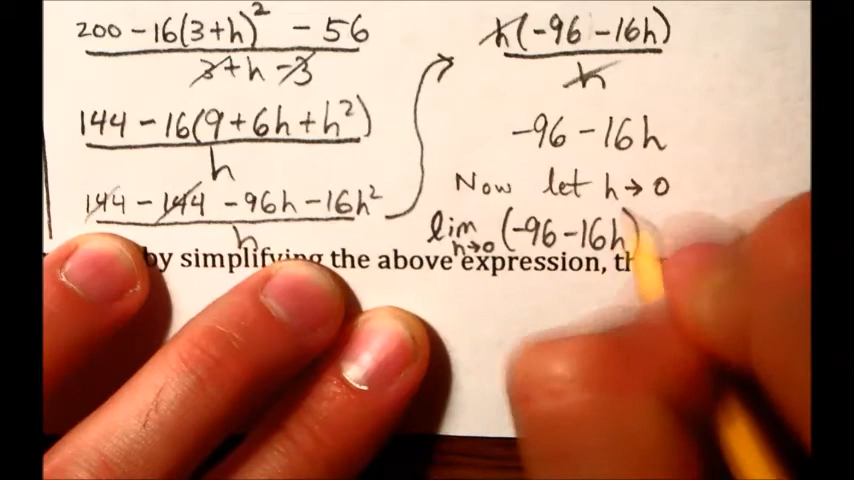 200 - 16(3+h)² - 56
3+h-3
144 - 16(9+6h+h²)
h
144 - 144 - 96h - 16h²
h
h(-96 - 16h)
h
-96 - 16h
Now let h→0
lim (-96 - 16h)
h→0
by simplifying the above expression, th